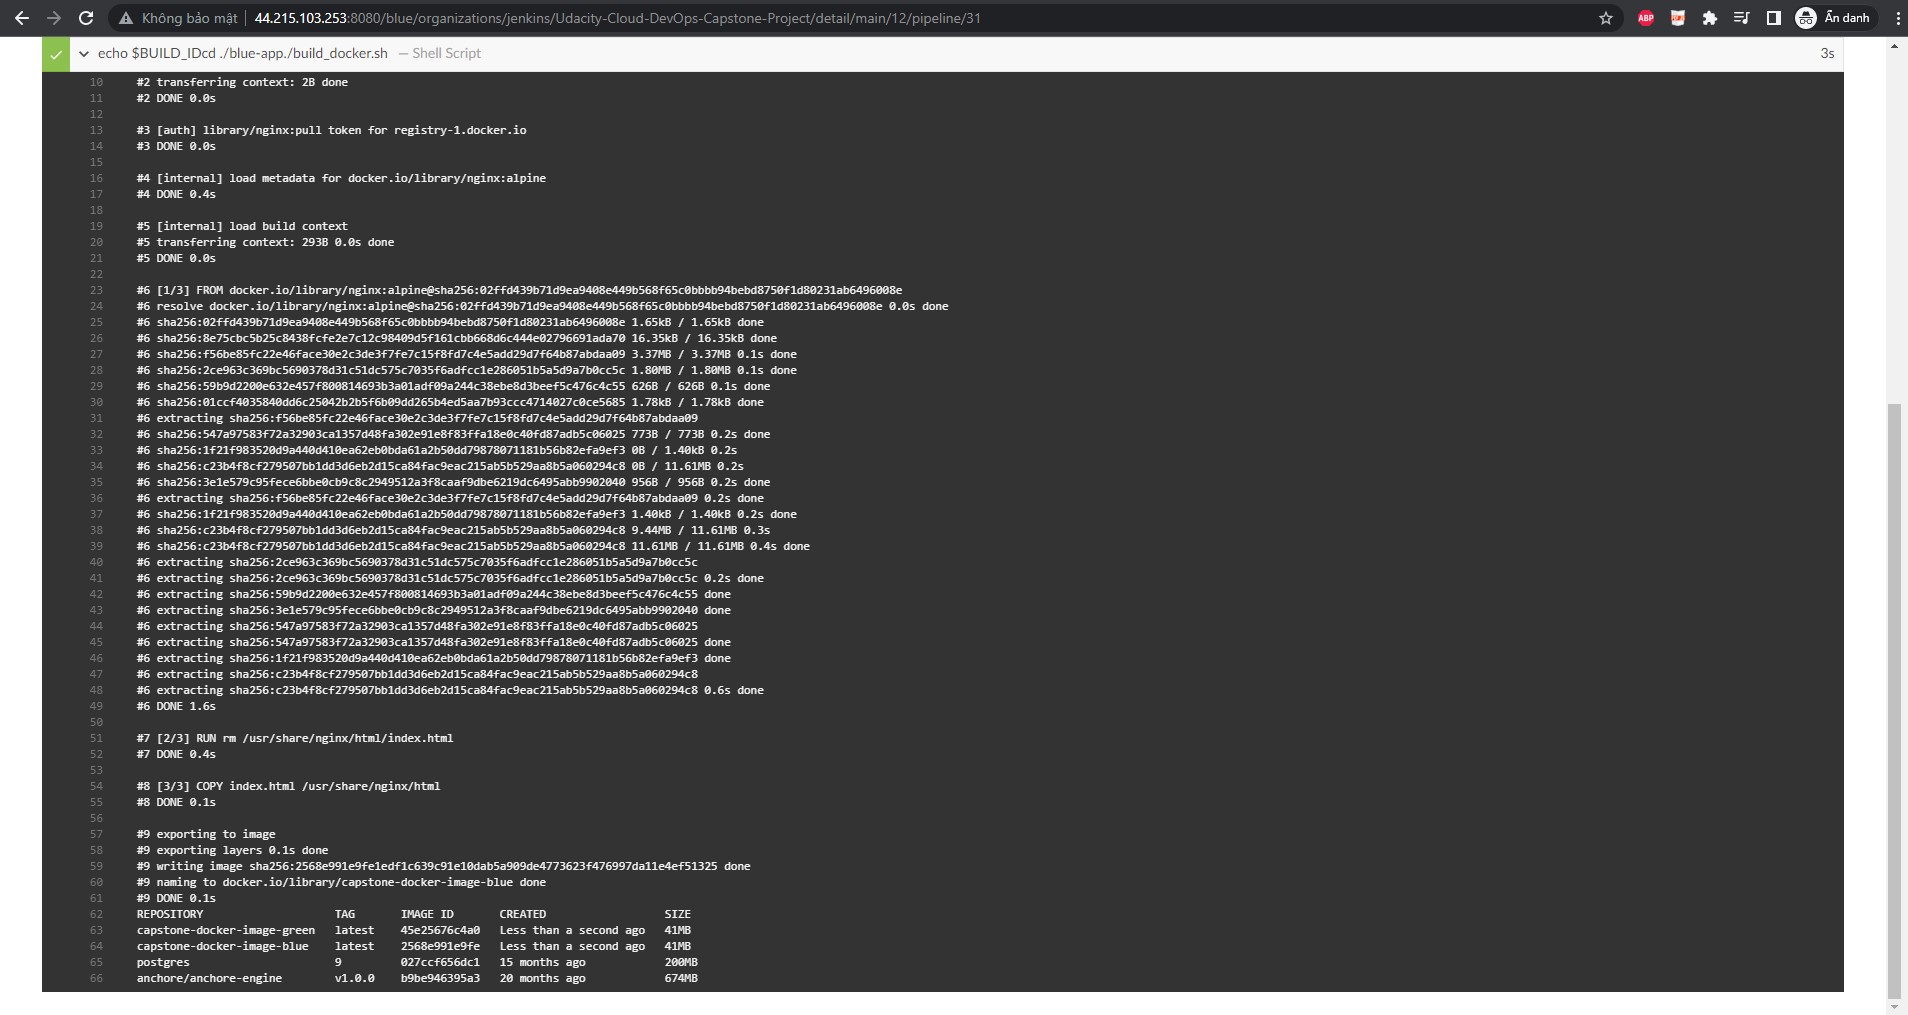 Không bảo mật 44.215.103.253:8080/blue/organizations/jenkins/Udacity-Cloud-DevOps-Capstone-Project/detail/main/12/pipeline/31 ABP Ẩn danh
echo $BUILD_IDcd ./blue-app./build_docker.sh — Shell Script 3s
10 #2 transferring context: 2B done
11 #2 DONE 0.0s
12
13 #3 [auth] library/nginx:pull token for registry-1.docker.io
14 #3 DONE 0.0s
15
16 #4 [internal] load metadata for docker.io/library/nginx:alpine
17 #4 DONE 0.4s
18
19 #5 [internal] load build context
20 #5 transferring context: 293B 0.0s done
21 #5 DONE 0.0s
22
23 #6 [1/3] FROM docker.io/library/nginx:alpine@sha256:02ffd439b71d9ea9408e449b568f65c0bbbb94bebd8750f1d80231ab6496008e
24 #6 resolve docker.io/library/nginx:alpine@sha256:02ffd439b71d9ea9408e449b568f65c0bbbb94bebd8750f1d80231ab6496008e 0.0s done
25 #6 sha256:02ffd439b71d9ea9408e449b568f65c0bbbb94bebd8750f1d80231ab6496008e 1.65kB / 1.65kB done
26 #6 sha256:8e75cbc5b25c8438fcfe2e7c12c98409d5f161cbb668d6c444e02796691ada70 16.35kB / 16.35kB done
27 #6 sha256:f56be85fc22e46face30e2c3de3f7fe7c15f8fd7c4e5add29d7f64b87abdaa09 3.37MB / 3.37MB 0.1s done
28 #6 sha256:2ce963c369bc5690378d31c51dc575c7035f6adfcc1e286051b5a5d9a7b0cc5c 1.80MB / 1.80MB 0.1s done
29 #6 sha256:59b9d2200e632e457f800814693b3a01adf09a244c38ebe8d3beef5c476c4c55 626B / 626B 0.1s done
30 #6 sha256:01ccf4035840dd6c25042b2b5f6b09dd265b4ed5aa7b93ccc4714027c0ce5685 1.78kB / 1.78kB done
31 #6 extracting sha256:f56be85fc22e46face30e2c3de3f7fe7c15f8fd7c4e5add29d7f64b87abdaa09
32 #6 sha256:547a97583f72a32903ca1357d48fa302e91e8f83ffa18e0c40fd87adb5c06025 773B / 773B 0.2s done
33 #6 sha256:1f21f983520d9a440d410ea62eb0bda61a2b50dd79878071181b56b82efa9ef3 0B / 1.40kB 0.2s
34 #6 sha256:c23b4f8cf279507bb1dd3d6eb2d15ca84fac9eac215ab5b529aa8b5a060294c8 0B / 11.61MB 0.2s
35 #6 sha256:3e1e579c95fece6bbe0cb9c8c2949512a3f8caaf9dbe6219dc6495abb9902040 956B / 956B 0.2s done
36 #6 extracting sha256:f56be85fc22e46face30e2c3de3f7fe7c15f8fd7c4e5add29d7f64b87abdaa09 0.2s done
37 #6 sha256:1f21f983520d9a440d410ea62eb0bda61a2b50dd79878071181b56b82efa9ef3 1.40kB / 1.40kB 0.2s done
38 #6 sha256:c23b4f8cf279507bb1dd3d6eb2d15ca84fac9eac215ab5b529aa8b5a060294c8 9.44MB / 11.61MB 0.3s
39 #6 sha256:c23b4f8cf279507bb1dd3d6eb2d15ca84fac9eac215ab5b529aa8b5a060294c8 11.61MB / 11.61MB 0.4s done
40 #6 extracting sha256:2ce963c369bc5690378d31c51dc575c7035f6adfcc1e286051b5a5d9a7b0cc5c
41 #6 extracting sha256:2ce963c369bc5690378d31c51dc575c7035f6adfcc1e286051b5a5d9a7b0cc5c 0.2s done
42 #6 extracting sha256:59b9d2200e632e457f800814693b3a01adf09a244c38ebe8d3beef5c476c4c55 done
43 #6 extracting sha256:3e1e579c95fece6bbe0cb9c8c2949512a3f8caaf9dbe6219dc6495abb9902040 done
44 #6 extracting sha256:547a97583f72a32903ca1357d48fa302e91e8f83ffa18e0c40fd87adb5c06025
45 #6 extracting sha256:547a97583f72a32903ca1357d48fa302e91e8f83ffa18e0c40fd87adb5c06025 done
46 #6 extracting sha256:1f21f983520d9a440d410ea62eb0bda61a2b50dd79878071181b56b82efa9ef3 done
47 #6 extracting sha256:c23b4f8cf279507bb1dd3d6eb2d15ca84fac9eac215ab5b529aa8b5a060294c8
48 #6 extracting sha256:c23b4f8cf279507bb1dd3d6eb2d15ca84fac9eac215ab5b529aa8b5a060294c8 0.6s done
49 #6 DONE 1.6s
50
51 #7 [2/3] RUN rm /usr/share/nginx/html/index.html
52 #7 DONE 0.4s
53
54 #8 [3/3] COPY index.html /usr/share/nginx/html
55 #8 DONE 0.1s
56
57 #9 exporting to image
58 #9 exporting layers 0.1s done
59 #9 writing image sha256:2568e991e9fe1edf1c639c91e10dab5a909de4773623f476997da11e4ef51325 done
60 #9 naming to docker.io/library/capstone-docker-image-blue done
61 #9 DONE 0.1s
62 REPOSITORY TAG IMAGE ID CREATED SIZE
63 capstone-docker-image-green latest 45e25676c4a0 Less than a second ago 41MB
64 capstone-docker-image-blue latest 2568e991e9fe Less than a second ago 41MB
65 postgres 9 027ccf656dc1 15 months ago 200MB
66 anchore/anchore-engine v1.0.0 b9be946395a3 20 months ago 674MB